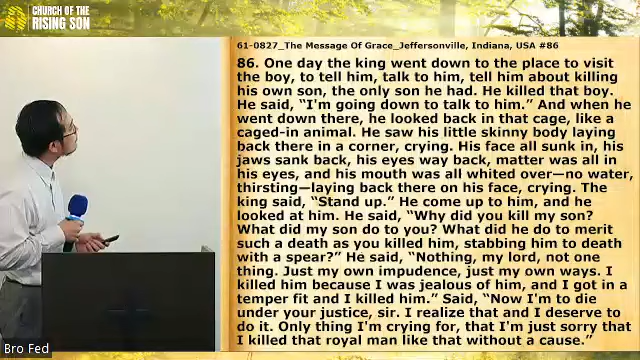 CHURCH OF THE
RISING SON
61-0827_The Message Of Grace_Jeffersonville, Indiana, USA #86
86. One day the king went down to the place to visit
the boy, to tell him, talk to him, tell him about killing
his own son, the only son he had. He killed that boy.
He said, “I'm going down to talk to him.” And when he
went down there, he looked back in that cage, like a
caged-in animal. He saw his little skinny body laying
back there in a corner, crying. His face all sunk in, his
jaws sank back, his eyes way back, matter was all in
his eyes, and his mouth was all whited over—no water,
thirsting—laying back there on his face, crying. The
king said, “Stand up.” He come up to him, and he
looked at him. He said, “Why did you kill my son?
What did my son do to you? What did he do to merit
such a death as you killed him, stabbing him to death
with a spear?” He said, “Nothing, my lord, not one
thing. Just my own impudence, just my own ways. I
killed him because I was jealous of him, and I got in a
temper fit and I killed him.” Said, “Now I'm to die
under your justice, sir. I realize that and I deserve to
do it. Only thing I'm crying for, that I'm just sorry that
I killed that royal man like that without a cause.”
Bro Fed